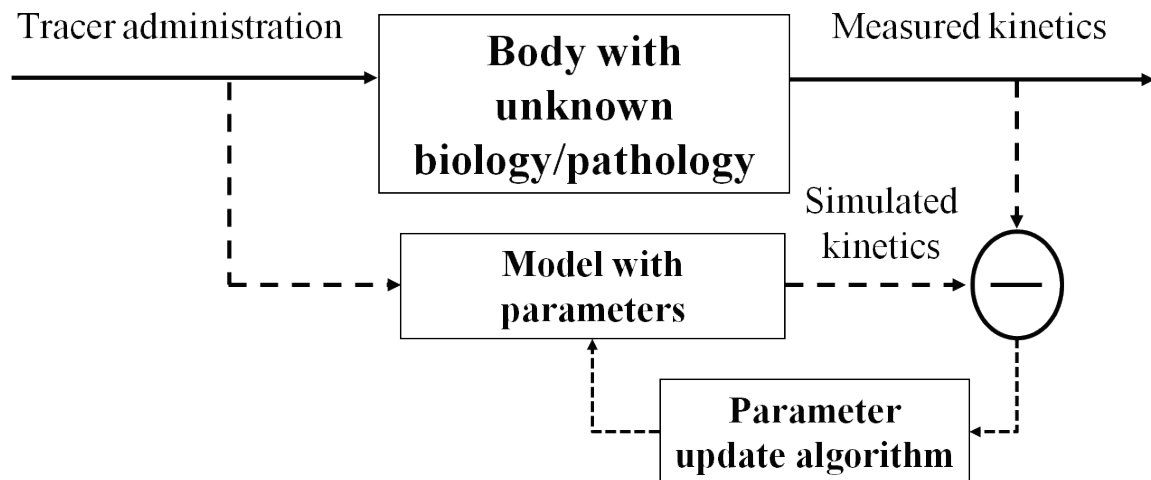 Tracer administration
Body with
unknown
biology/pathology
Measured kinetics
Simulated
kinetics
Model with
parameters
Parameter
update algorithm